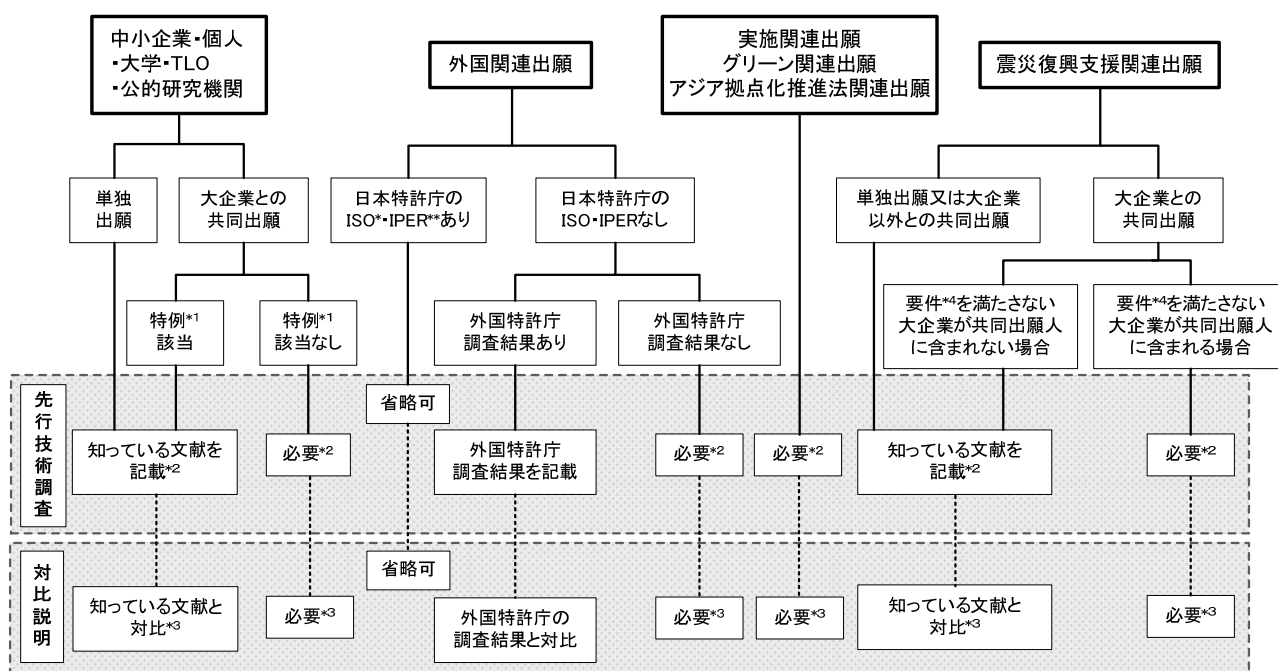 中小企業・個人
・大学・TLO
・公的研究機関
外国関連出願
実施関連出願
グリーン関連出願
アジア拠点化推進法関連出願
震災復興支援関連出願
単独
出願
大企業との
共同出願
日本特許庁の
ISO*・IPER**あり
日本特許庁の
ISO・IPERなし
単独出願又は大企業
以外との共同出願
大企業との
共同出願
特例*1
該当
特例*1
該当なし
外国特許庁
調査結果あり
外国特許庁
調査結果なし
要件*4を満たさない
大企業が共同出願人
に含まれない場合
要件*4を満たさない
大企業が共同出願人
に含まれる場合
先行技術調査
知っている文献を
記載*2
必要*2
省略可
外国特許庁
調査結果を記載
必要*2
必要*2
知っている文献を
記載*2
必要*2
対比説明
知っている文献と
対比*3
必要*3
省略可
外国特許庁の
調査結果と対比
必要*3
必要*3
知っている文献と
対比*3
必要*3